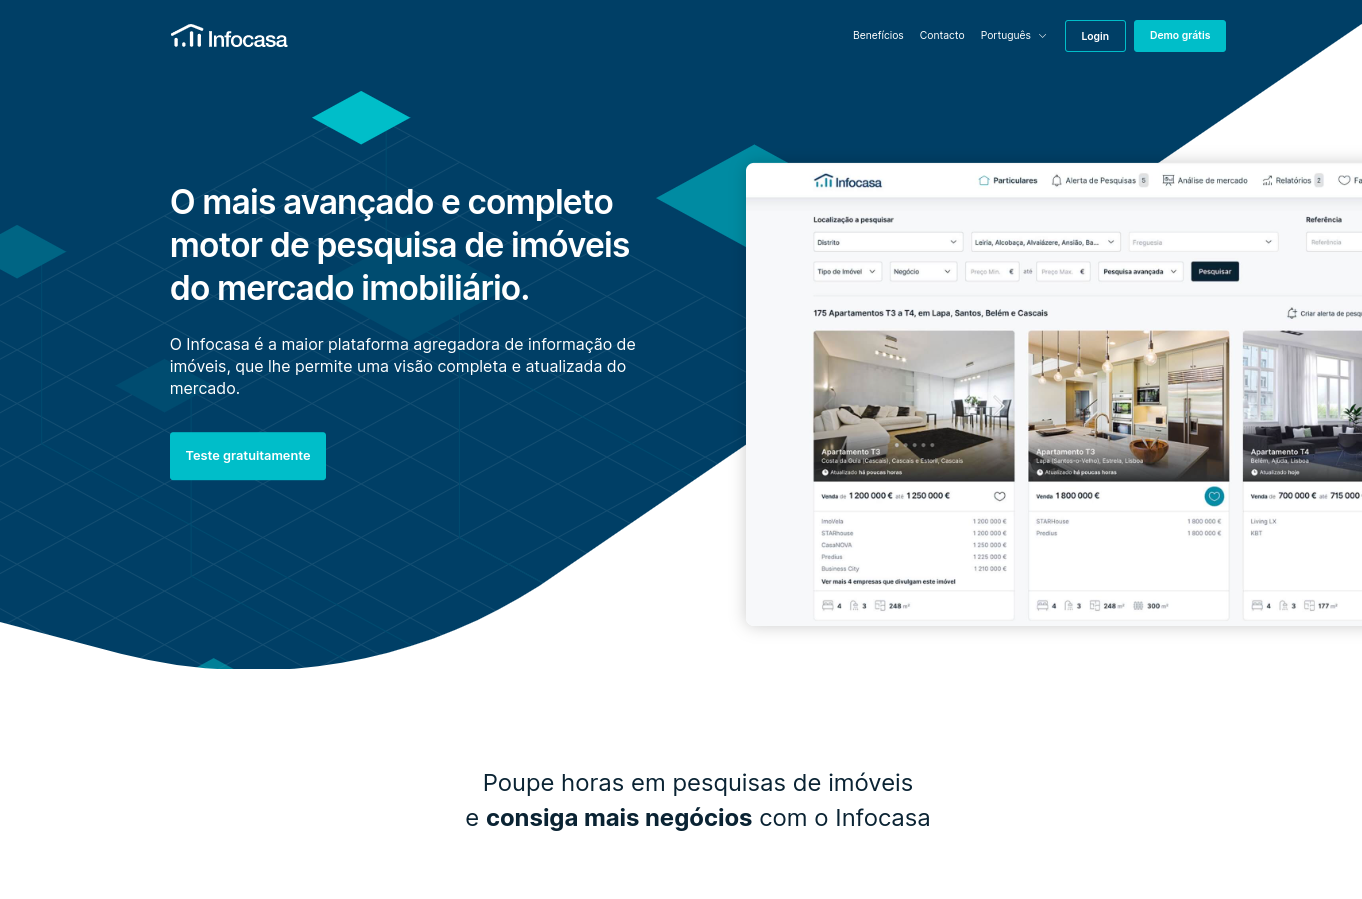 Infocasa
Benefícios
Contacto
Português
Login
Demo grátis
O mais avançado e completo
motor de pesquisa de imóveis
do mercado imobiliário.
O Infocasa é a maior plataforma agregadora de informação de
imóveis, que lhe permite uma visão completa e atualizada do
mercado.
Teste gratuitamente
Infocasa
Particulares
Alerta de Pesquisas 5
Análise de mercado
Relatórios 2
Localização a pesquisar
Referência
Distrito
Leiria, Alcobaça, Alvaiázere, Ansião, Ba...
Freguesia
Referência
Tipo de Imóvel
Negócio
Preço Min. €
até
Preço Max. €
Pesquisa avançada
Pesquisar
175 Apartamentos T3 a T4, em Lapa, Santos, Belém e Cascais
Criar alerta de
Apartamento T3
Costa da Guia (Cascais), Cascais e Estoril, Cascais
Atualizado há poucas horas
Venda de 1 200 000 € até 1 250 000 €
ImoVela 1 200 000 €
STARhouse 1 200 000 €
CasaNOVA 1 250 000 €
Predius 1 225 000 €
Business City 1 210 000 €
Ver mais 4 empresas que divulgam este imóvel
4 3 248 m²
Apartamento T3
Lapa (Santos-o-Velho), Estrela, Lisboa
Atualizado há poucas horas
Venda 1 800 000 €
STARHouse 1 800 000 €
Predius 1 800 000 €
4 3 248 m² 300 m²
Apartamento T4
Belém, Ajuda, Lisboa
Atualizado hoje
Venda de 700 000 € até 715 000
Living LX
KBT
4 3 177 m²
Poupe horas em pesquisas de imóveis
e consiga mais negócios com o Infocasa